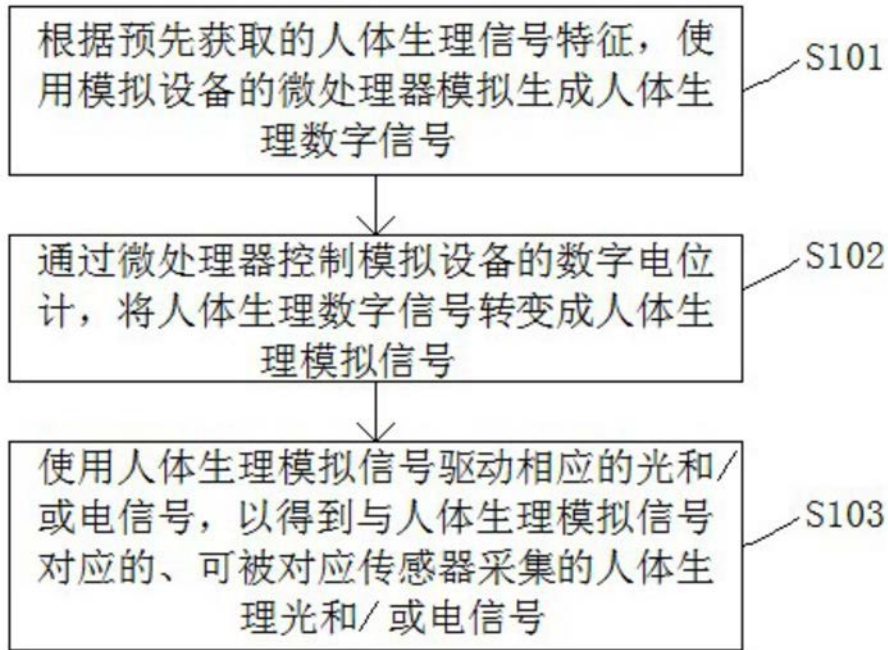 根据预先获取的人体生理信号特征，使
用模拟设备的微处理器模拟生成人体生
理数字信号
S101
通过微处理器控制模拟设备的数字电位
计，将人体生理数字信号转变成人体生
理模拟信号
S102
使用人体生理模拟信号驱动相应的光和/
或电信号，以得到与人体生理模拟信号
对应的、可被对应传感器采集的人体生
理光和/或电信号
S103